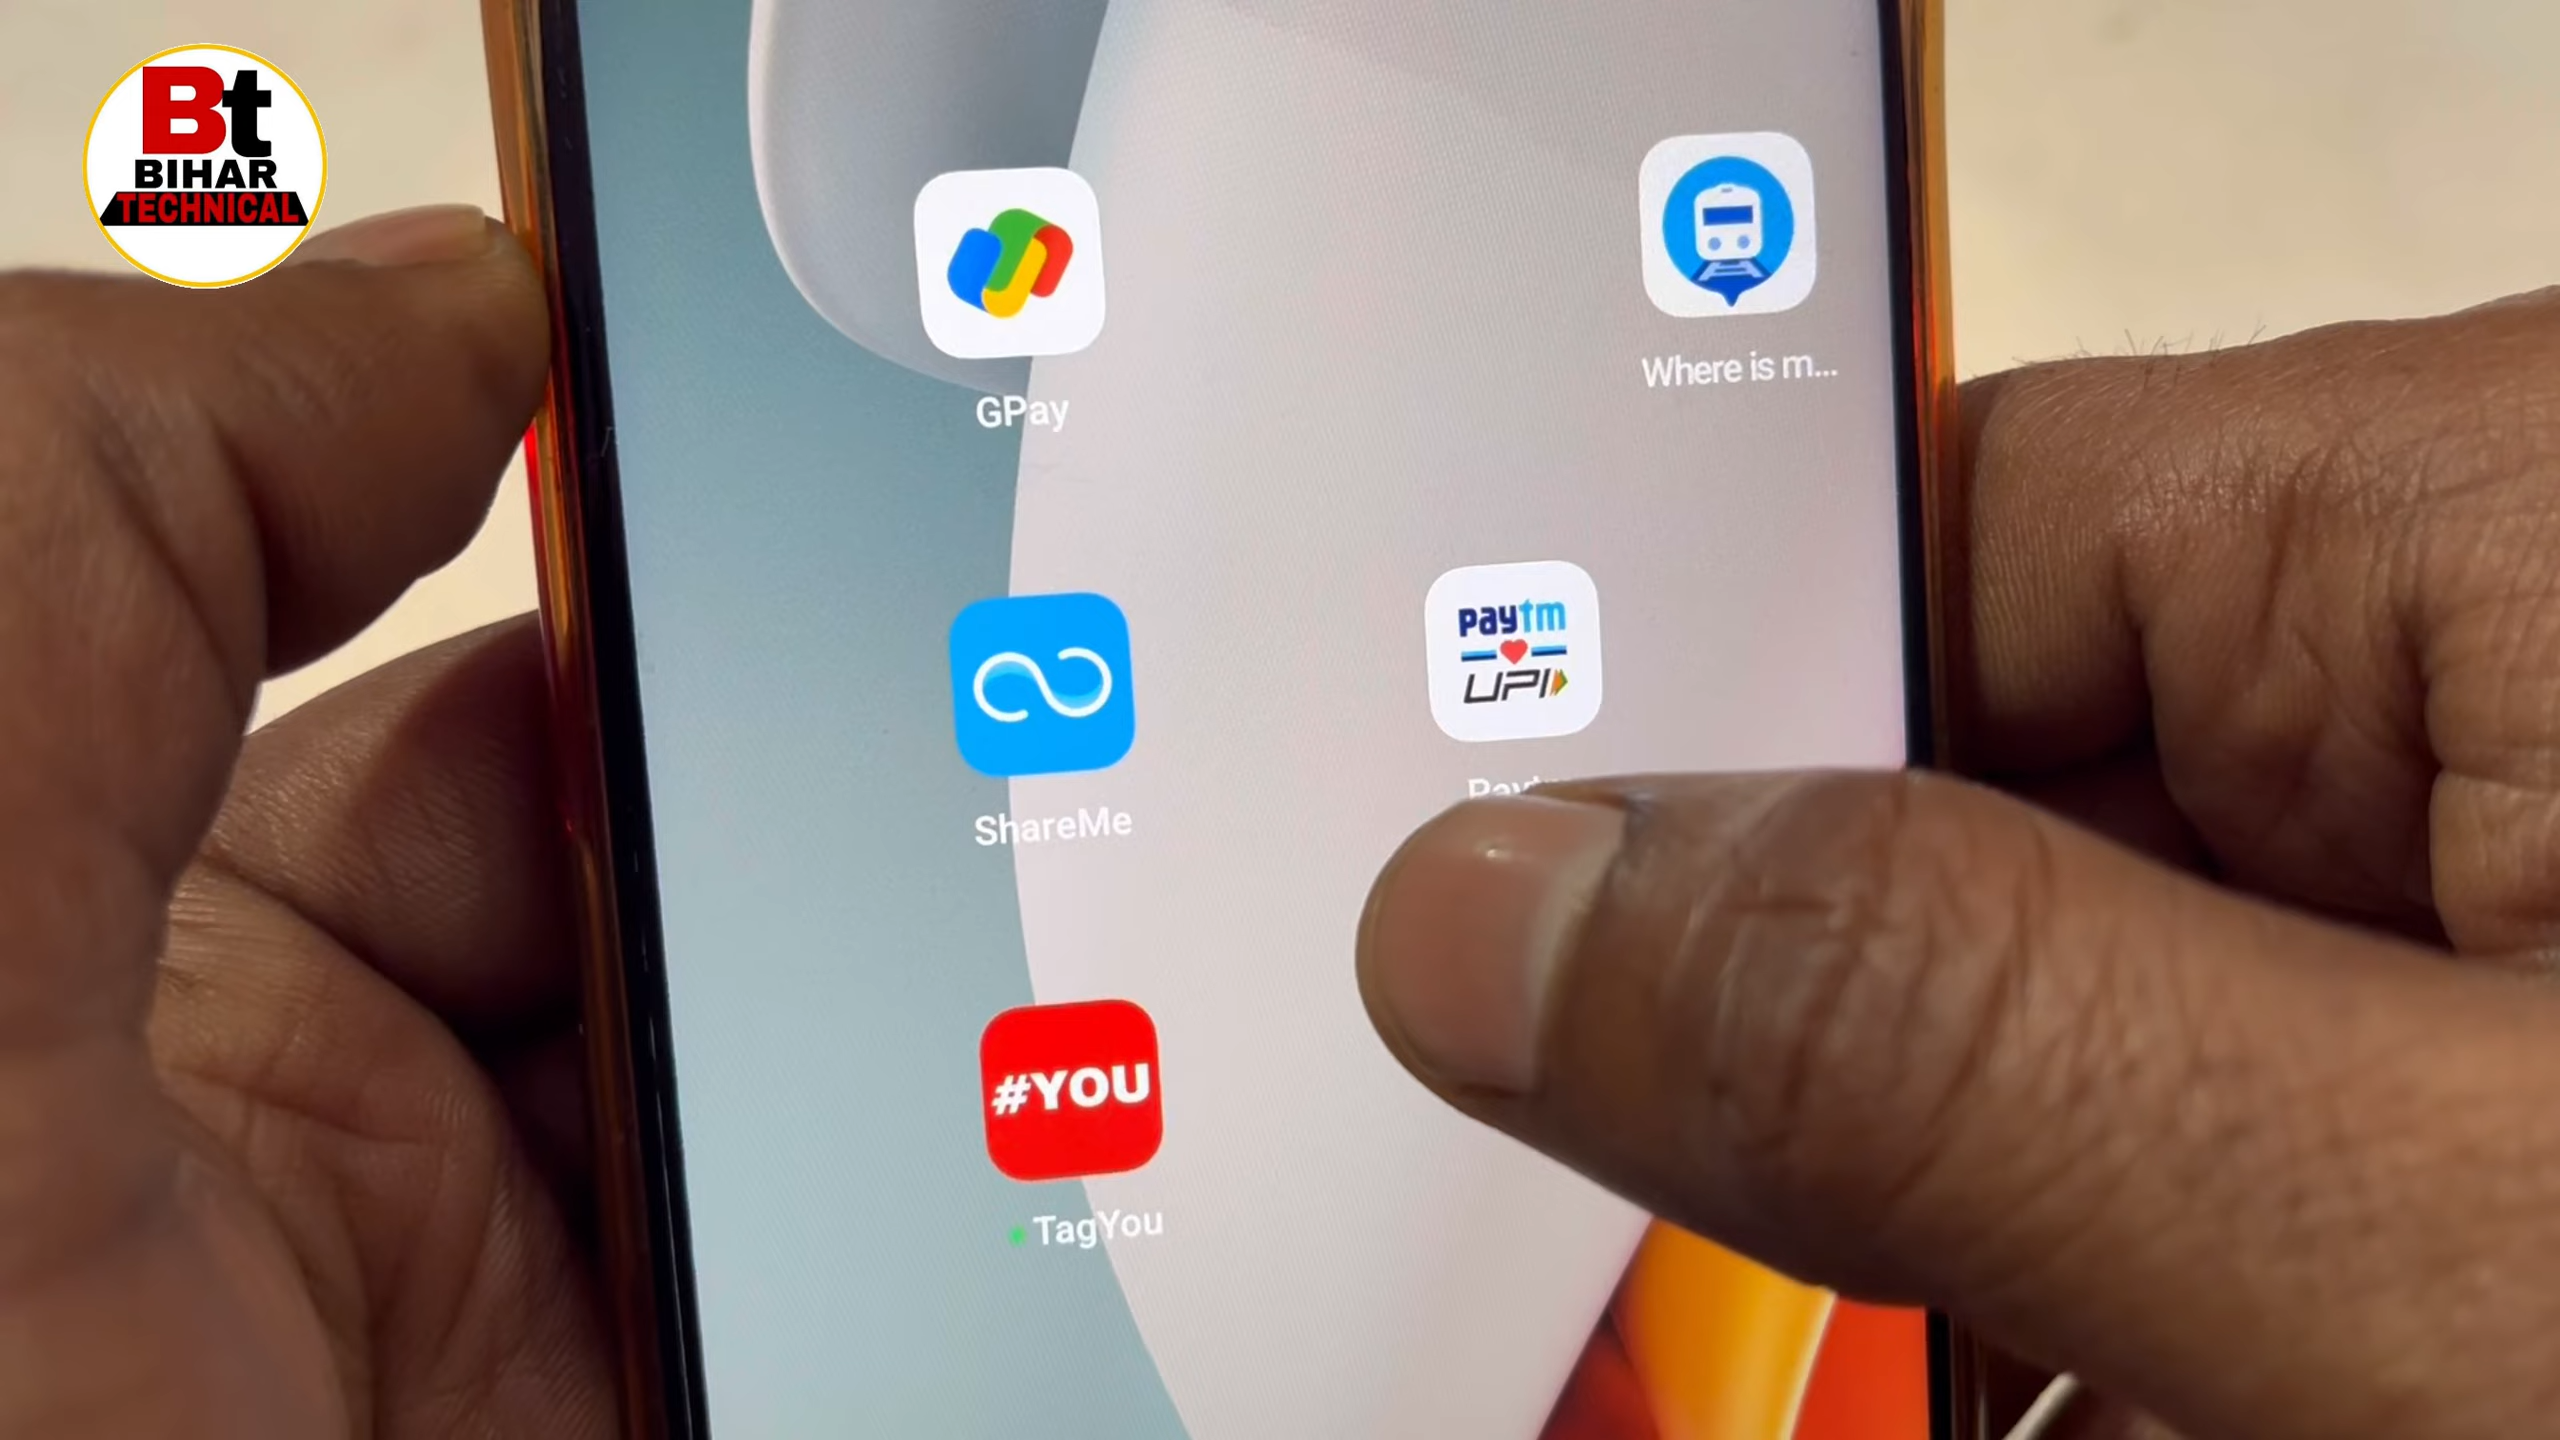 Bt
BIHAR
TECHNICAL
GPay
Where is m...
paytm
UPI
ShareMe
#YOU
TagYou